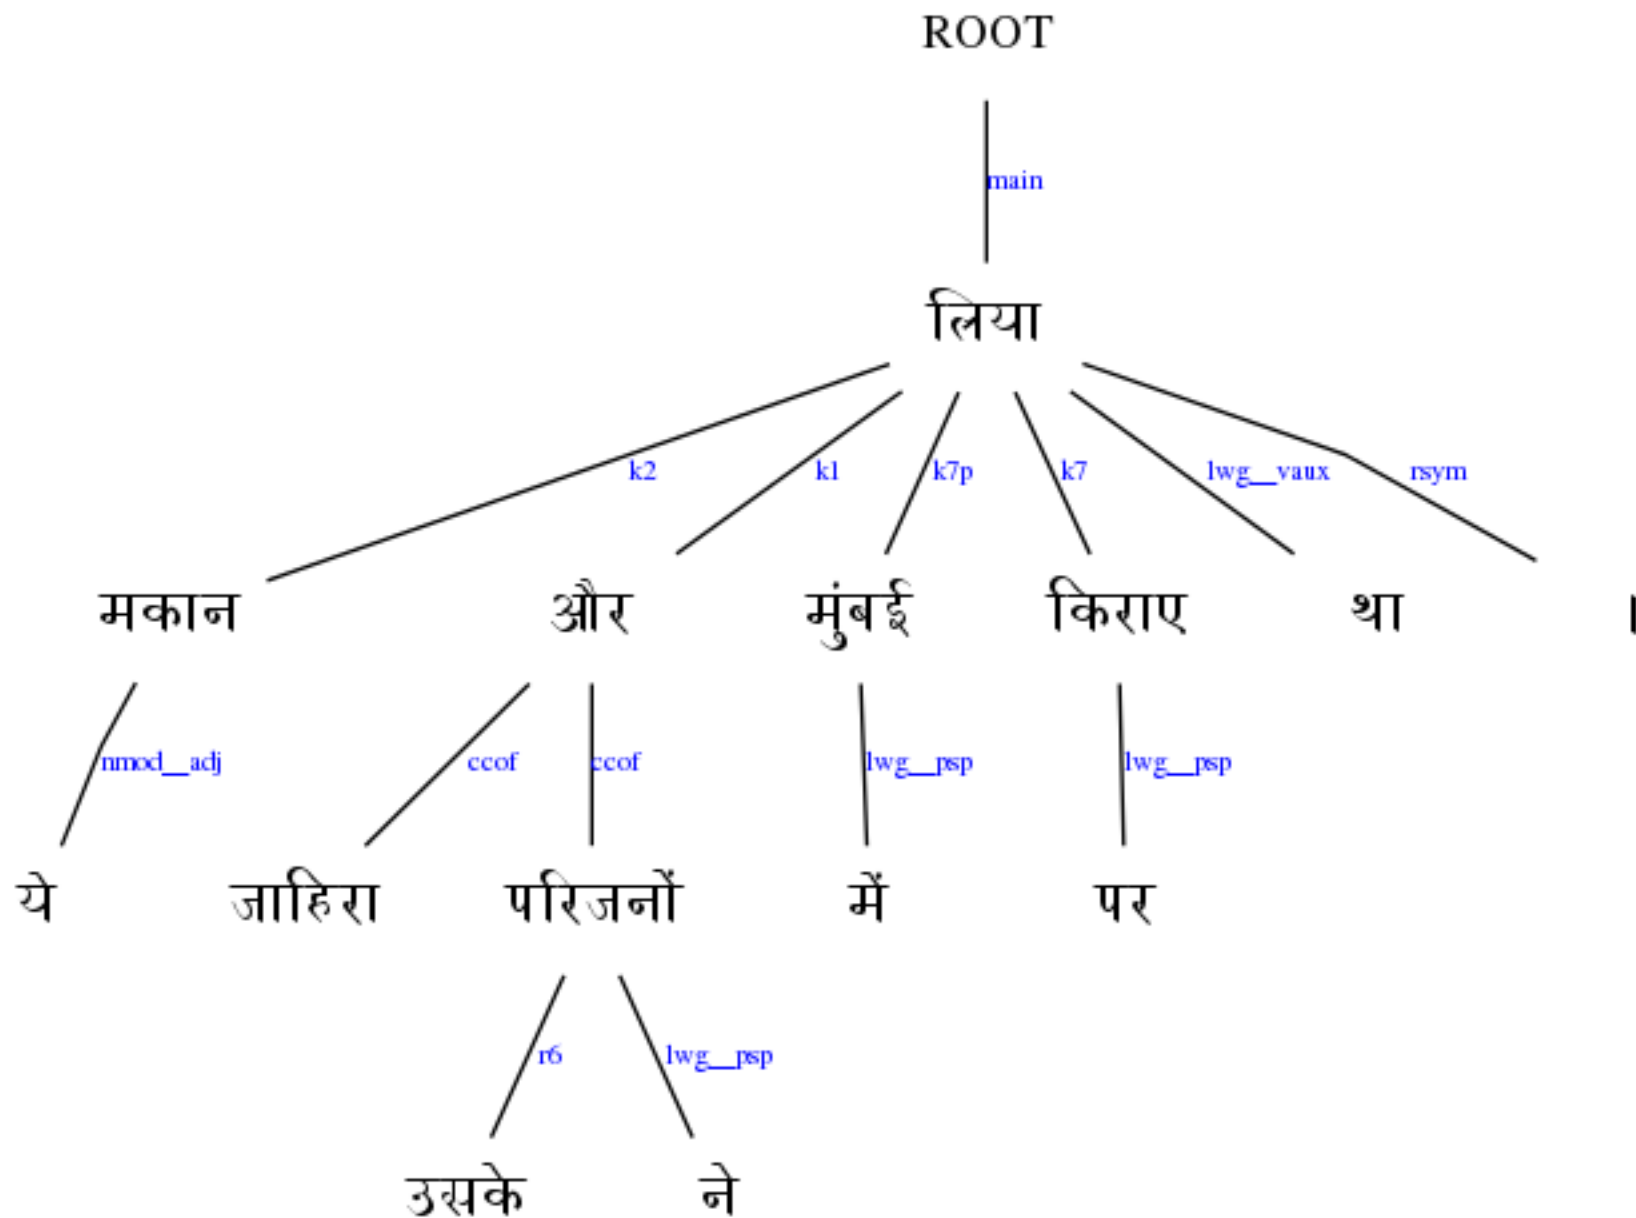 ROOT
main
लिया
k2 k1 k7p k7 lwg__vaux rsym
मकान और मुंबई किराए था ।
nmod__adj ccof ccof lwg__psp lwg__psp
ये जाहिरा परिजनों में पर
r6 lwg__psp
उसके ने